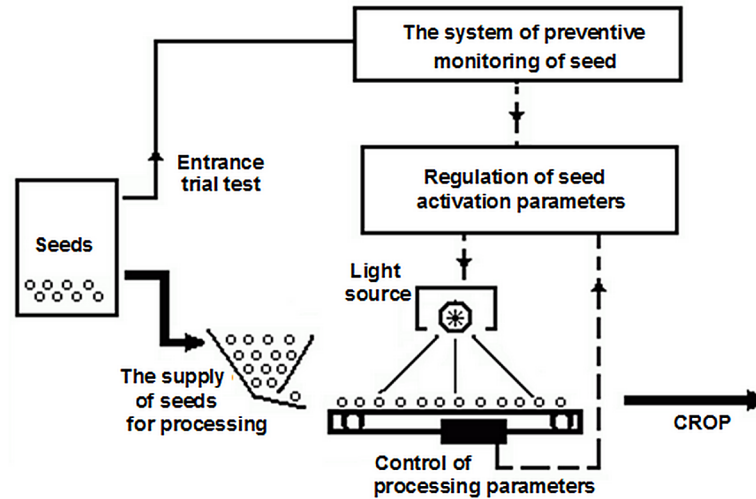 The system of preventive
monitoring of seed
Entrance
trial test
Regulation of seed
activation parameters
Seeds
Light
source
The supply
of seeds
for processing
CROP
Control of
processing parameters